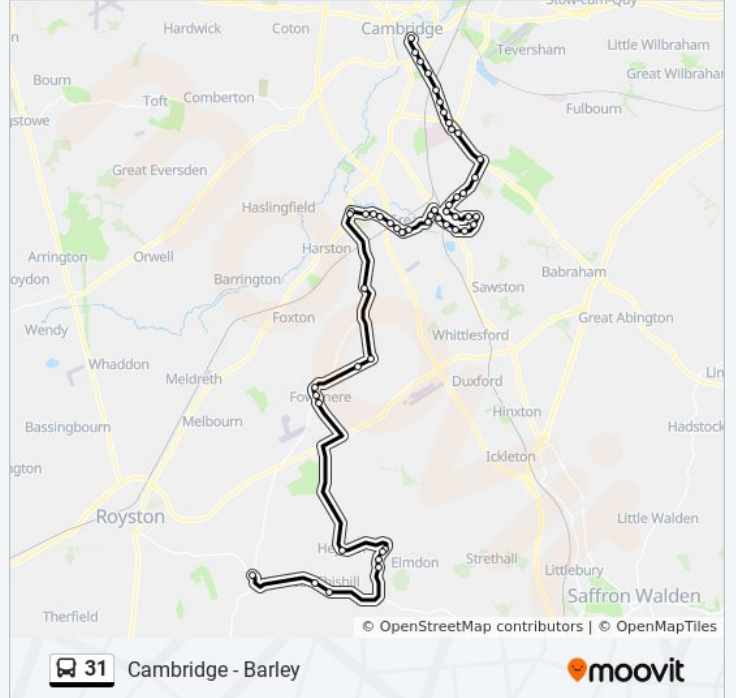 Stow-cum-Quy
Hardwick
Coton
Cambridge
Teversham
Little Wilbraham
Great Wilbraham
Bourn
Toft
Comberton
Fulbourn
Great Eversden
Haslingfield
Arrington
Orwell
Harston
Barrington
Babraham
Sawston
Foxton
Great Abington
Wendy
Whittlesford
Whaddon
Meldreth
Duxford
Hinxton
Melbourn
Bassingbourn
Hadstock
Ickleton
Royston
Little Walden
Elmdon
Strethall
Littlebury
Saffron Walden
Therfield
© OpenStreetMap contributors | © OpenMapTiles
31 Cambridge - Barley
moovit